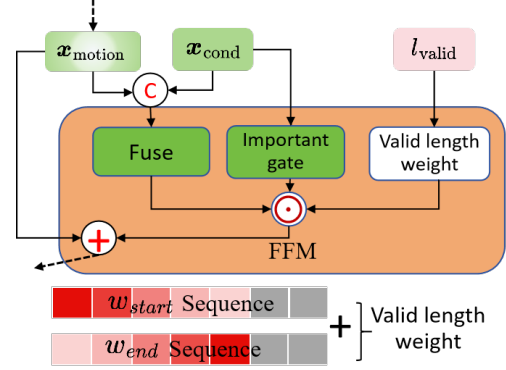 x_motion
x_cond
l_valid
C
Fuse
Important
gate
Valid length
weight
FFM
w_start Sequence
w_end Sequence
+
Valid length
weight